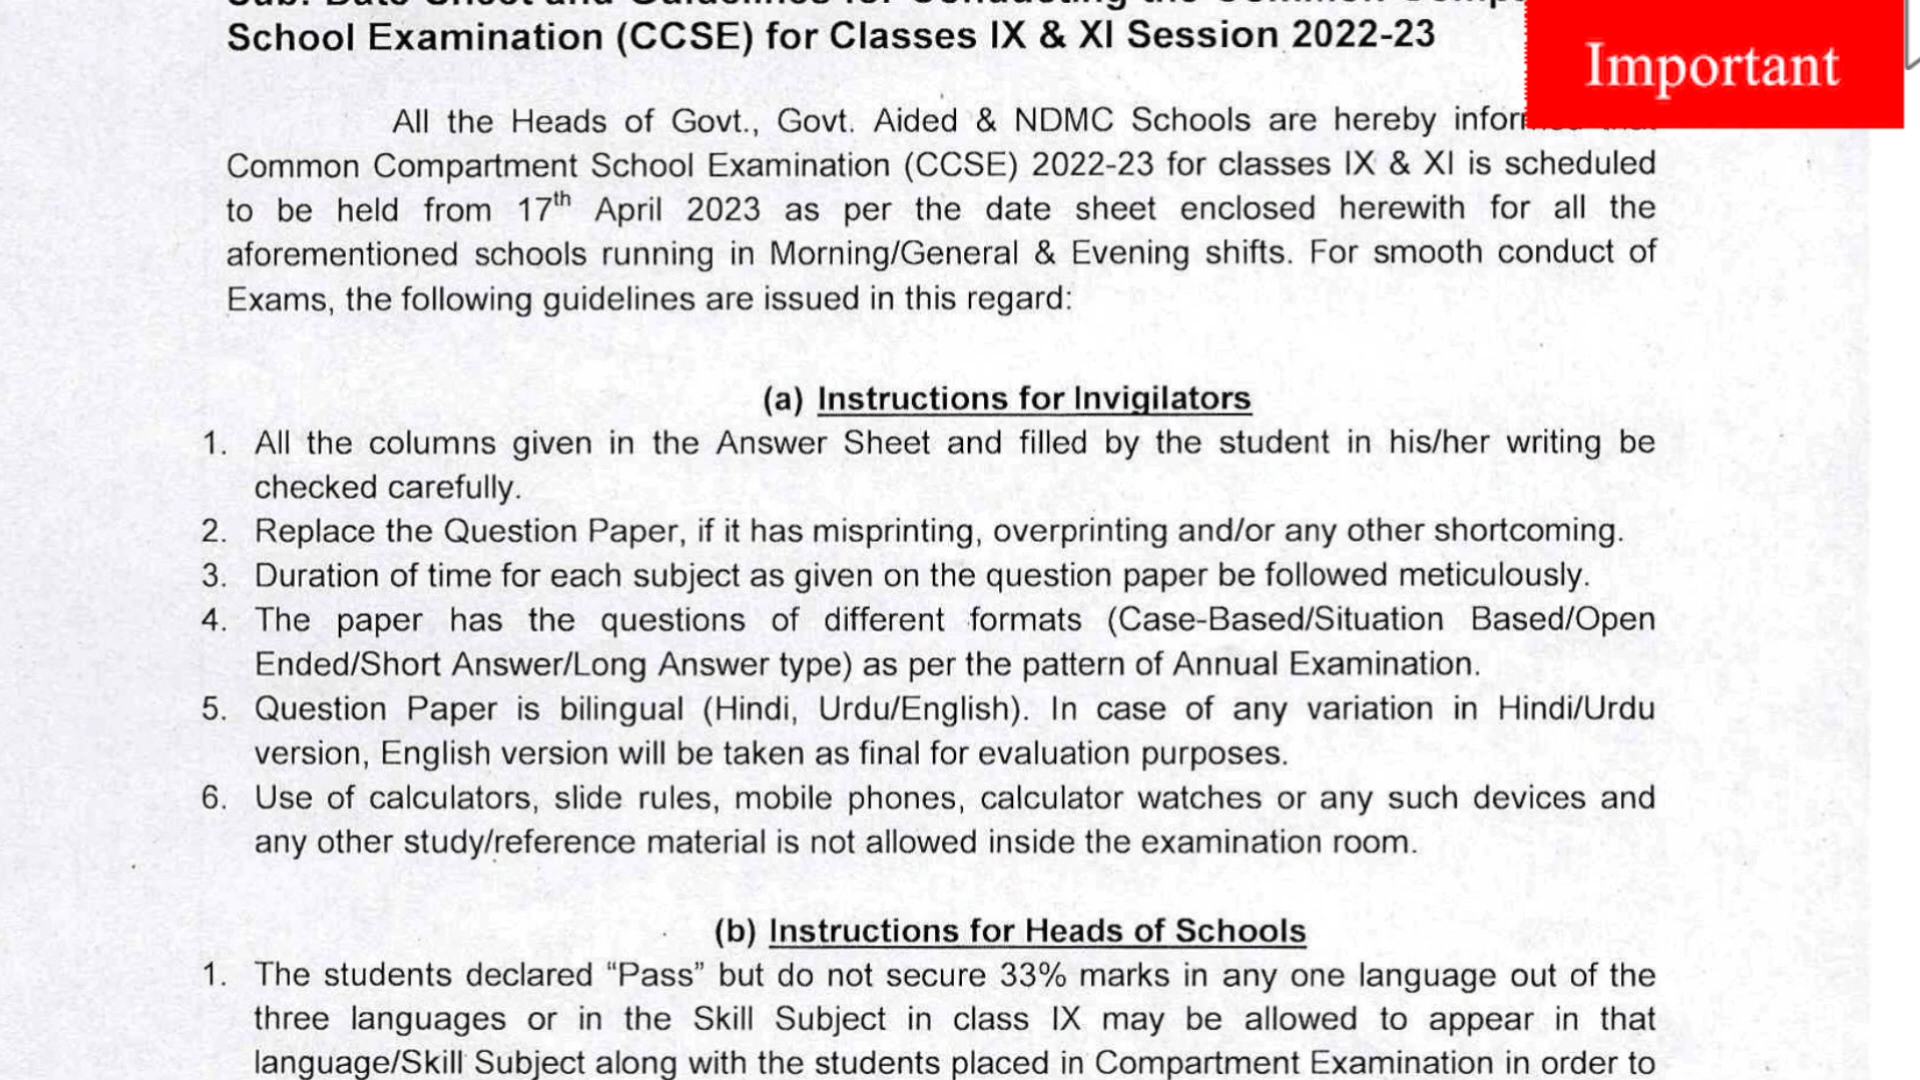 Sub: Date Sheet and Guidelines for Conducting the Common Comp
School Examination (CCSE) for Classes IX & XI Session 2022-23
Important
All the Heads of Govt., Govt. Aided & NDMC Schools are hereby informed that
Common Compartment School Examination (CCSE) 2022-23 for classes IX & XI is scheduled
to be held from 17th April 2023 as per the date sheet enclosed herewith for all the
aforementioned schools running in Morning/General & Evening shifts. For smooth conduct of
Exams, the following guidelines are issued in this regard:
(a) Instructions for Invigilators
1. All the columns given in the Answer Sheet and filled by the student in his/her writing be
checked carefully.
2. Replace the Question Paper, if it has misprinting, overprinting and/or any other shortcoming.
3. Duration of time for each subject as given on the question paper be followed meticulously.
4. The paper has the questions of different formats (Case-Based/Situation Based/Open
Ended/Short Answer/Long Answer type) as per the pattern of Annual Examination.
5. Question Paper is bilingual (Hindi, Urdu/English). In case of any variation in Hindi/Urdu
version, English version will be taken as final for evaluation purposes.
6. Use of calculators, slide rules, mobile phones, calculator watches or any such devices and
any other study/reference material is not allowed inside the examination room.
(b) Instructions for Heads of Schools
1. The students declared “Pass” but do not secure 33% marks in any one language out of the
three languages or in the Skill Subject in class IX may be allowed to appear in that
language/Skill Subject along with the students placed in Compartment Examination in order to